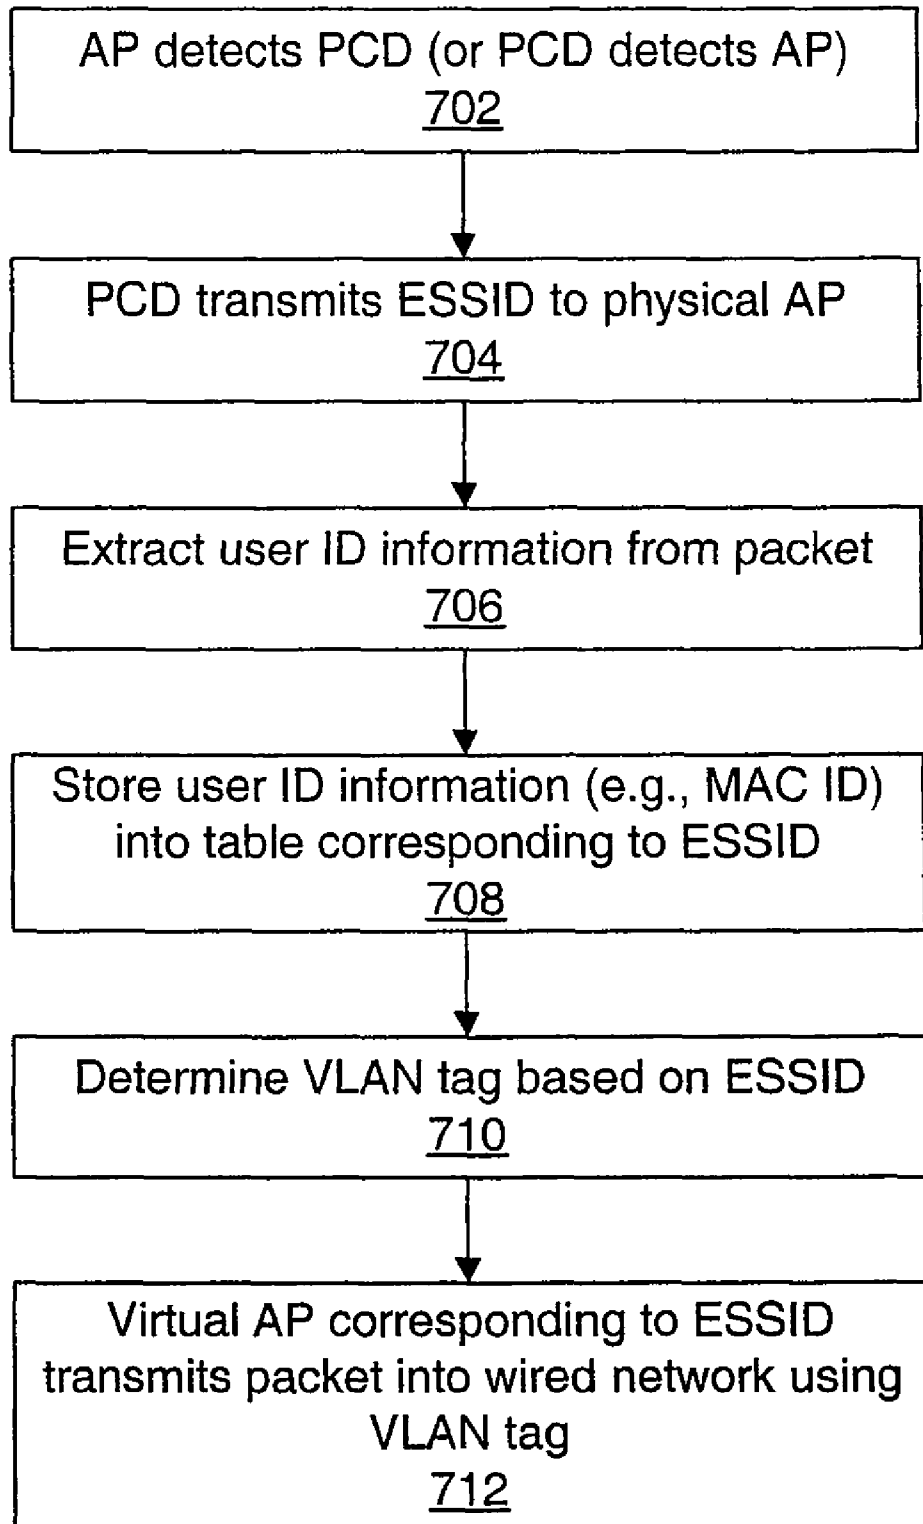 AP detects PCD (or PCD detects AP)
702
PCD transmits ESSID to physical AP
704
Extract user ID information from packet
706
Store user ID information (e.g., MAC ID)
into table corresponding to ESSID
708
Determine VLAN tag based on ESSID
710
Virtual AP corresponding to ESSID
transmits packet into wired network using
VLAN tag
712